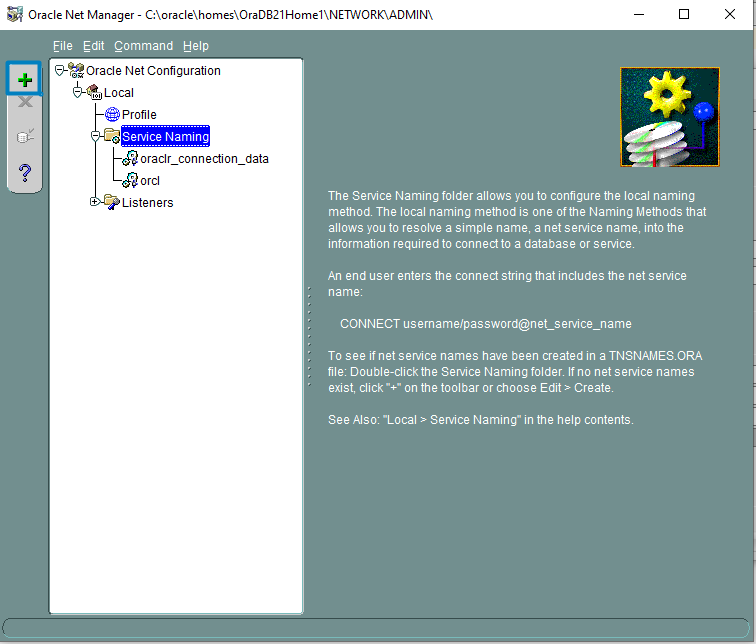 Oracle Net Manager - C:\oracle\homes\OraDB21Home1\NETWORK\ADMIN\
File Edit Command Help
Oracle Net Configuration
Local
Profile
Service Naming
oraclr_connection_data
orcl
Listeners
The Service Naming folder allows you to configure the local naming
method. The local naming method is one of the Naming Methods that
allows you to resolve a simple name, a net service name, into the
information required to connect to a database or service.
An end user enters the connect string that includes the net service
name:
CONNECT username/password@net_service_name
To see if net service names have been created in a TNSNAMES.ORA
file: Double-click the Service Naming folder. If no net service names
exist, click "+" on the toolbar or choose Edit > Create.
See Also: "Local > Service Naming" in the help contents.